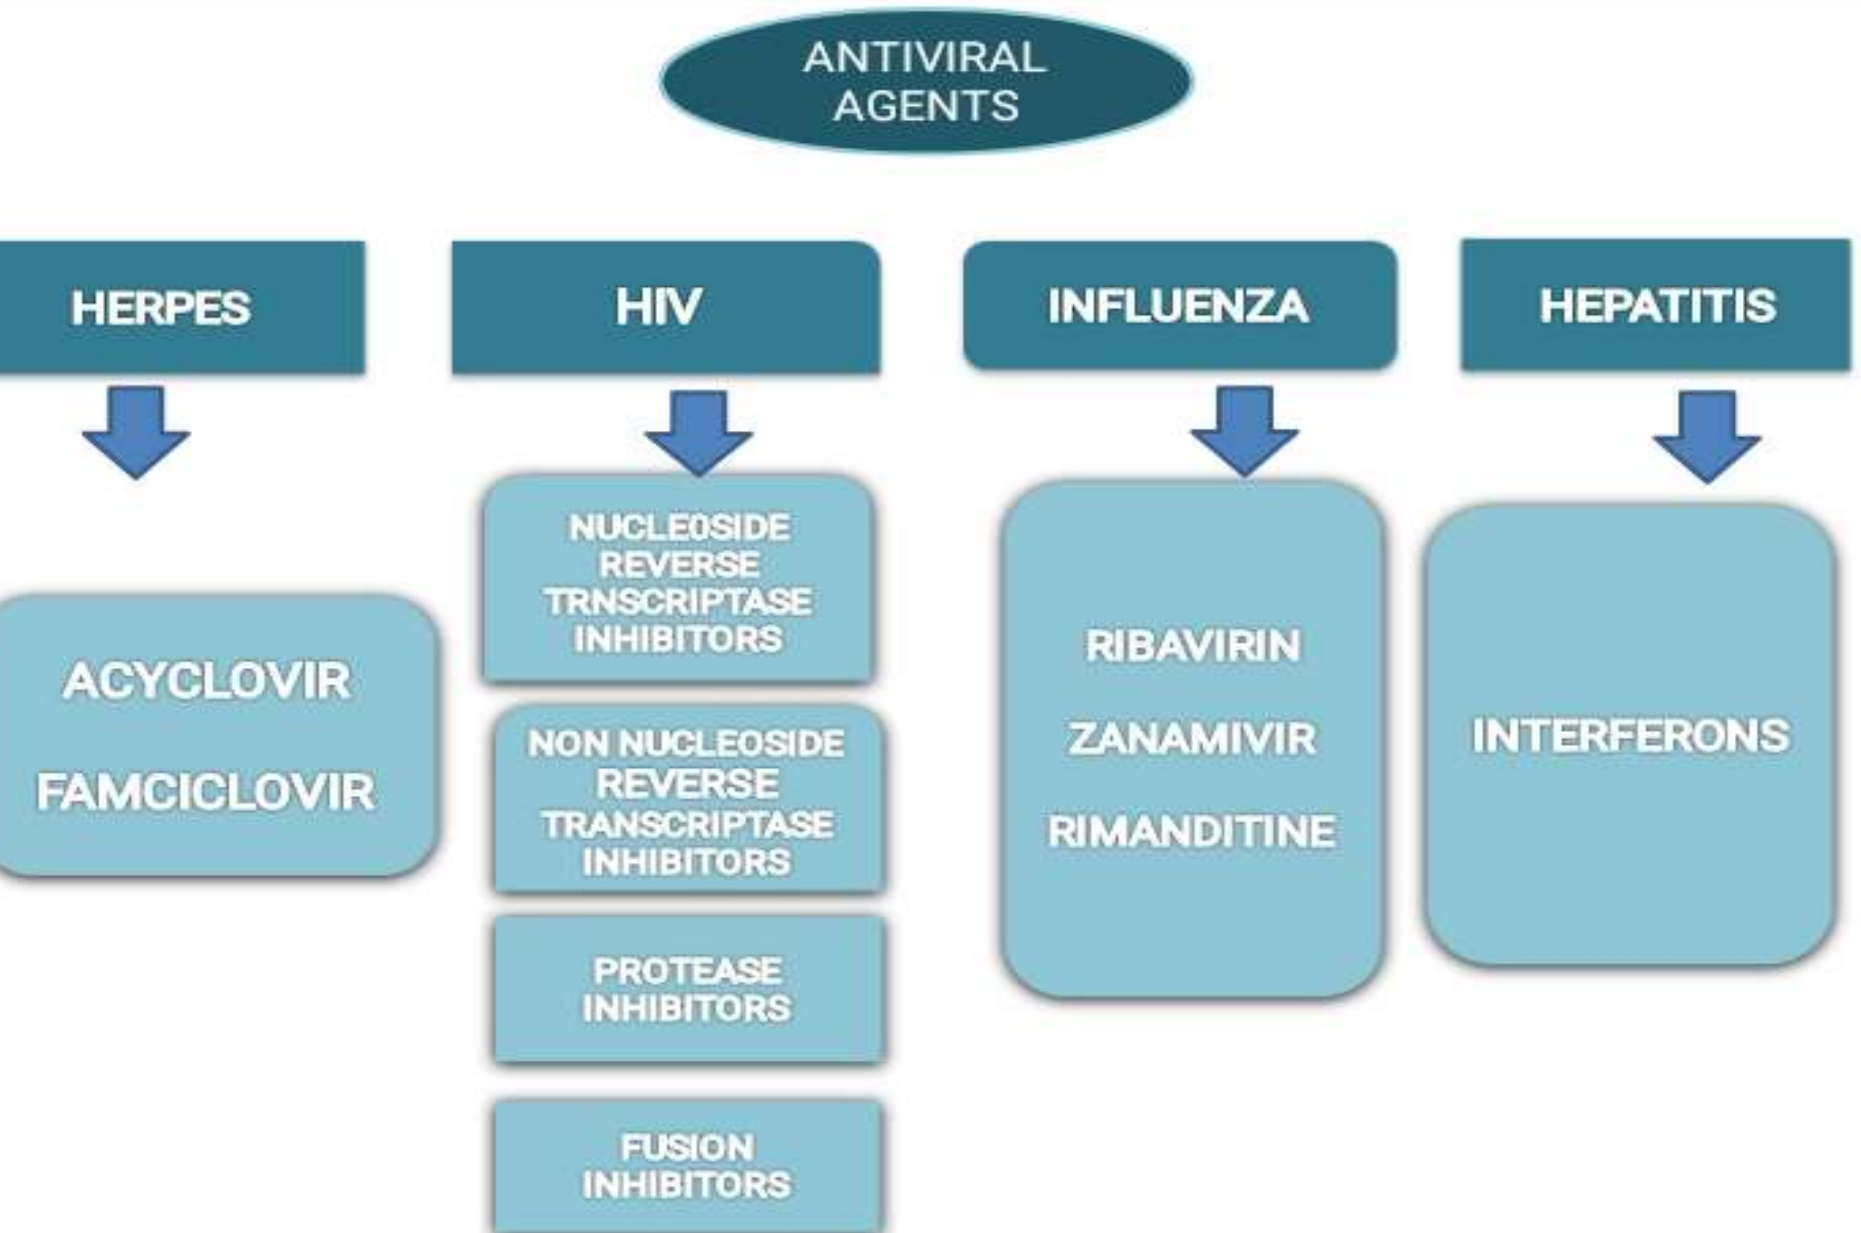 ANTIVIRAL
AGENTS
HERPES
HIV
INFLUENZA
HEPATITIS
ACYCLOVIR
FAMCICLOVIR
NUCLE0SIDE
REVERSE
TRNSCRIPTASE
INHIBITORS
NON NUCLEOSIDE
REVERSE
TRANSCRIPTASE
INHIBITORS
PROTEASE
INHIBITORS
FUSION
INHIBITORS
RIBAVIRIN
ZANAMIVIR
RIMANDITINE
INTERFERONS